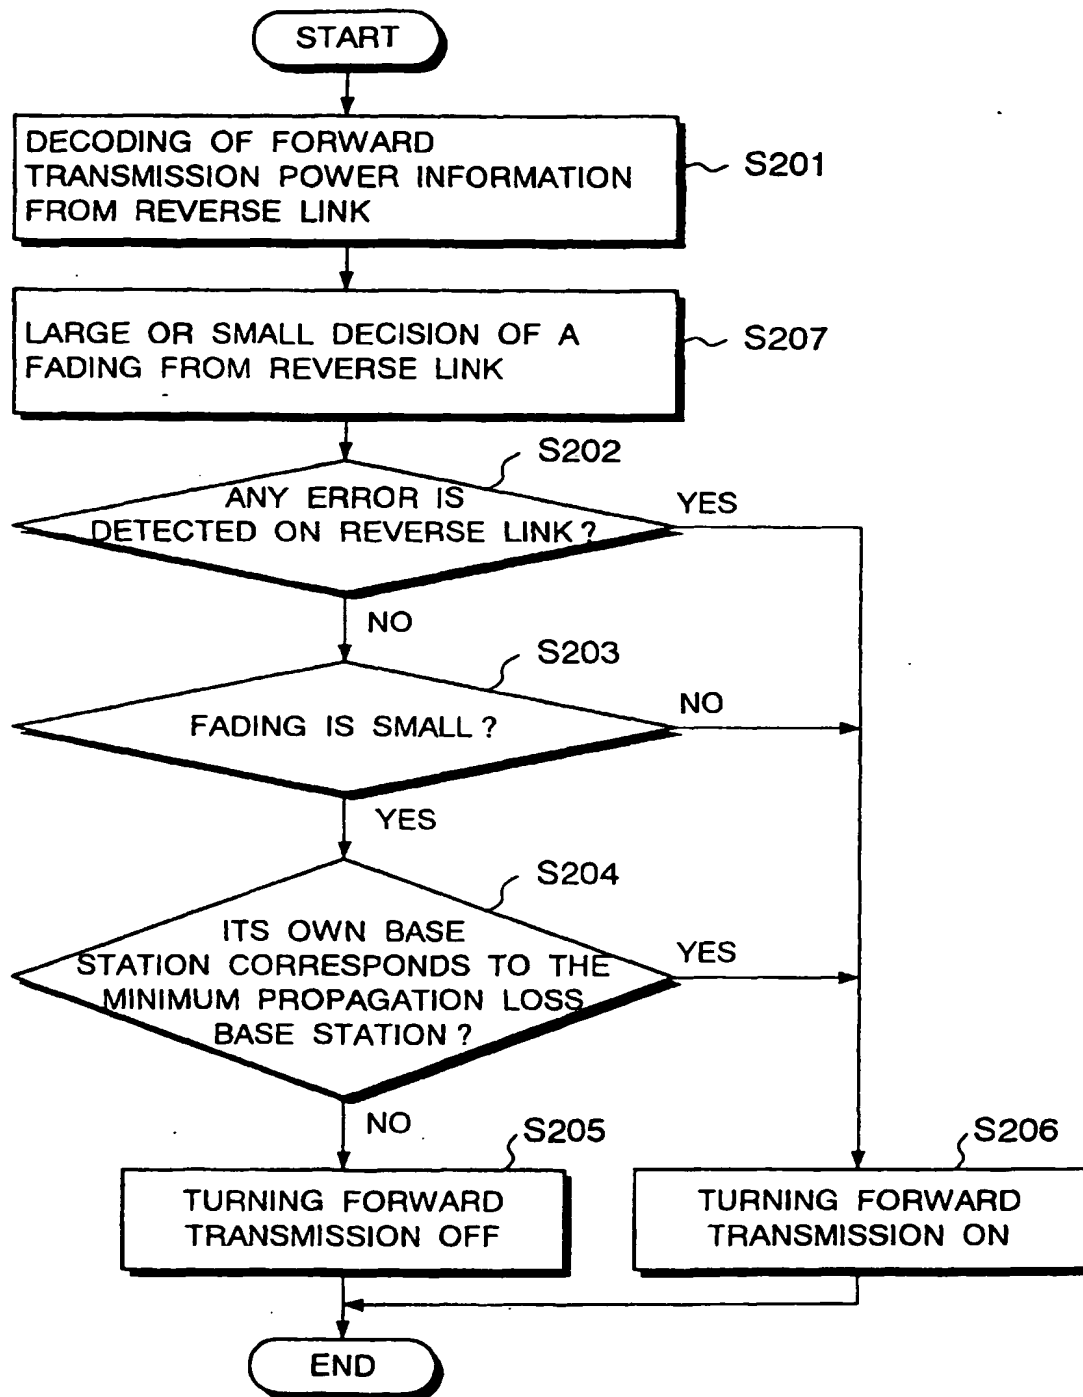 START
DECODING OF FORWARD
TRANSMISSION POWER INFORMATION
FROM REVERSE LINK
S201
LARGE OR SMALL DECISION OF A
FADING FROM REVERSE LINK
S207
S202
ANY ERROR IS
DETECTED ON REVERSE LINK?
YES
NO
S203
FADING IS SMALL?
NO
YES
S204
ITS OWN BASE
STATION CORRESPONDS TO THE
MINIMUM PROPAGATION LOSS
BASE STATION?
YES
NO
S205
TURNING FORWARD
TRANSMISSION OFF
S206
TURNING FORWARD
TRANSMISSION ON
END